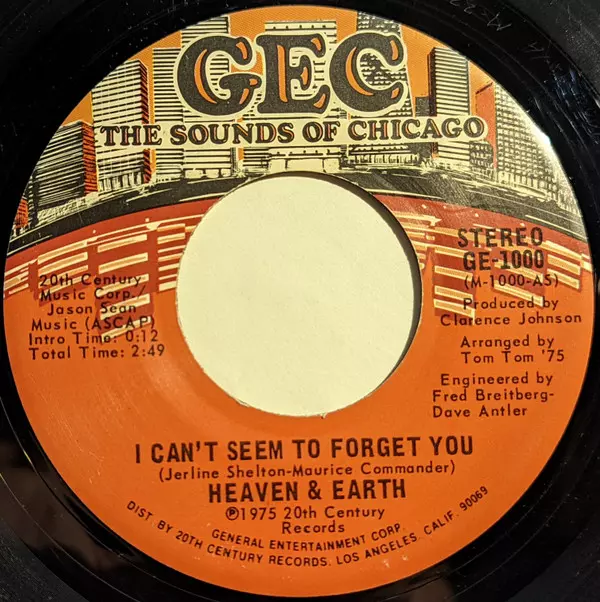 GEC
THE SOUNDS OF CHICAGO
STEREO
GE-1000
(M-1000-AS)
Produced by
Clarence Johnson
Arranged by
Tom Tom '75
Engineered by
Fred Breitberg-
Dave Antler
20th Century
Music Corp./
Jason Sean
Music (ASCAP)
Intro Time: 0:12
Total Time: 2:49
I CAN'T SEEM TO FORGET YOU
(Jerline Shelton-Maurice Commander)
HEAVEN & EARTH
℗1975 20th Century
Records
GENERAL ENTERTAINMENT CORP.
DIST. BY 20TH CENTURY RECORDS. LOS ANGELES, CALIF. 90069